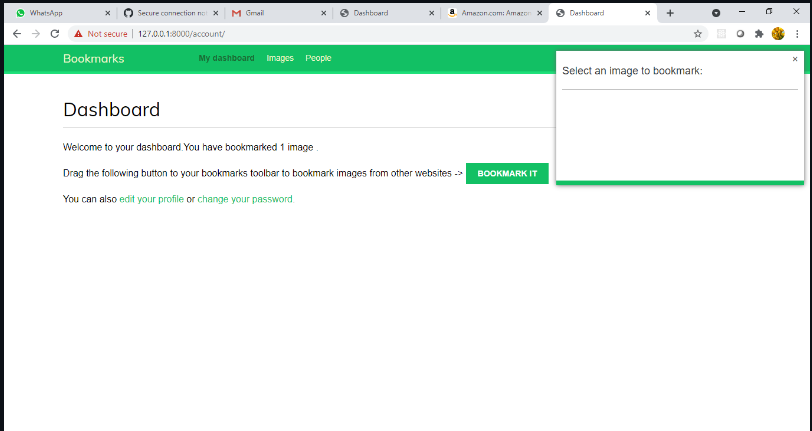 WhatsApp
Secure connection no
Gmail
Dashboard
Amazon.com: Amazon
Dashboard
Not secure | 127.0.0.1:8000/account/
Bookmarks My dashboard Images People
Select an image to bookmark:
Dashboard
Welcome to your dashboard.You have bookmarked 1 image .
Drag the following button to your bookmarks toolbar to bookmark images from other websites -> BOOKMARK IT
You can also edit your profile or change your password.